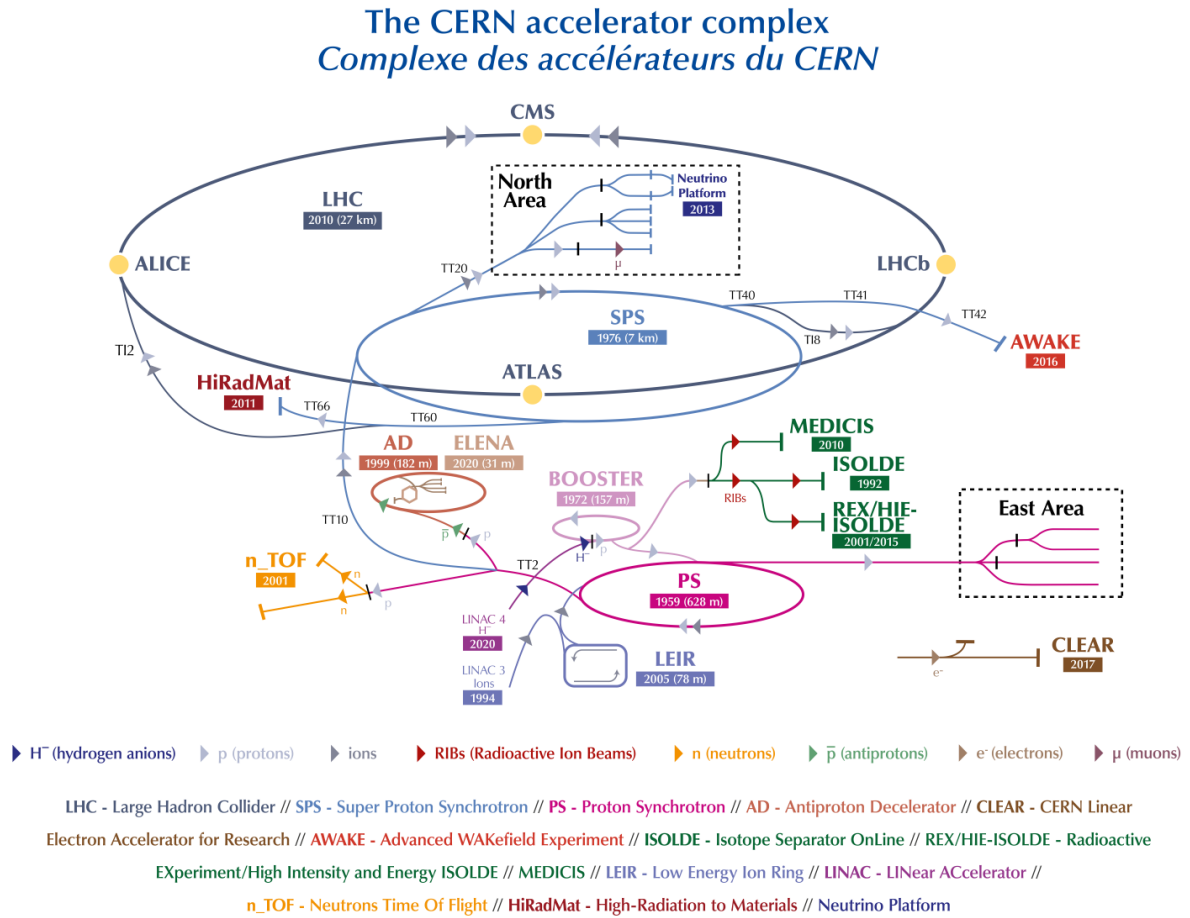 The CERN accelerator complex
Complexe des accélérateurs du CERN
CMS
North
Area
Neutrino
Platform
2013
LHC
2010 (27 km)
ALICE
LHCb
μ
TT20
TT40
TT41
TT42
SPS
1976 (7 km)
TI8
AWAKE
2016
TI2
ATLAS
HiRadMat
2011
TT66
TT60
MEDICIS
2010
AD
1999 (182 m)
ELENA
2020 (31 m)
BOOSTER
1972 (157 m)
ISOLDE
1992
RIBs
REX/HIE-
ISOLDE
2001/2015
East Area
TT10
p̅
p
H⁻
p
n_TOF
2001
n
n
p
TT2
PS
1959 (628 m)
LINAC 4
H⁻
2020
LINAC 3
Ions
1994
LEIR
2005 (78 m)
CLEAR
2017
e⁻
H⁻ (hydrogen anions)
p (protons)
ions
RIBs (Radioactive Ion Beams)
n (neutrons)
p̅ (antiprotons)
e⁻ (electrons)
μ (muons)
LHC - Large Hadron Collider // SPS - Super Proton Synchrotron // PS - Proton Synchrotron // AD - Antiproton Decelerator // CLEAR - CERN Linear
Electron Accelerator for Research // AWAKE - Advanced WAKefield Experiment // ISOLDE - Isotope Separator OnLine // REX/HIE-ISOLDE - Radioactive
EXperiment/High Intensity and Energy ISOLDE // MEDICIS // LEIR - Low Energy Ion Ring // LINAC - LINear ACcelerator //
n_TOF - Neutrons Time Of Flight // HiRadMat - High-Radiation to Materials // Neutrino Platform